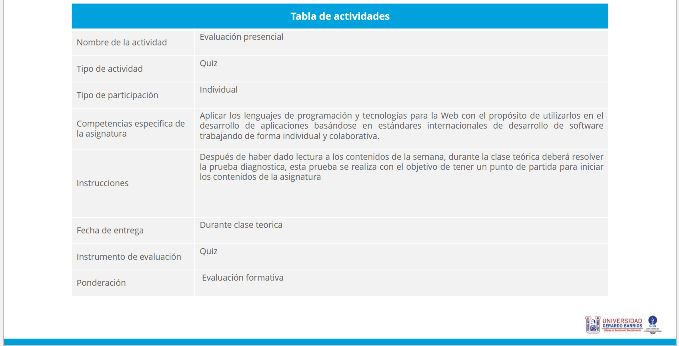 Tabla de actividades
Nombre de la actividad
Evaluación presencial
Tipo de actividad
Quiz
Tipo de participación
Individual
Competencias específica de
la asignatura
Aplicar los lenguajes de programación y tecnologías para la Web con el propósito de utilizarlos en el
desarrollo de aplicaciones basándose en estándares internacionales de desarrollo de software
trabajando de forma individual y colaborativa.
Instrucciones
Después de haber dado lectura a los contenidos de la semana, durante la clase teórica deberá resolver
la prueba diagnostica, esta prueba se realiza con el objetivo de tener un punto de partida para iniciar
los contenidos de la asignatura
Fecha de entrega
Durante clase teorica
Instrumento de evaluación
Quiz
Ponderación
Evaluación formativa
UNIVERSIDAD
GERARDO BARRIOS